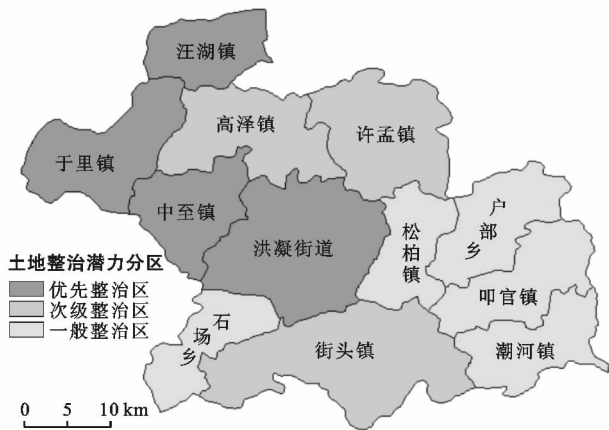 汪湖镇
高泽镇
许孟镇
于里镇
中至镇
洪凝街道
松柏镇
户部乡
叩官镇
潮河镇
街头镇
石场乡
土地整治潜力分区
优先整治区
次级整治区
一般整治区
0 5 10 km